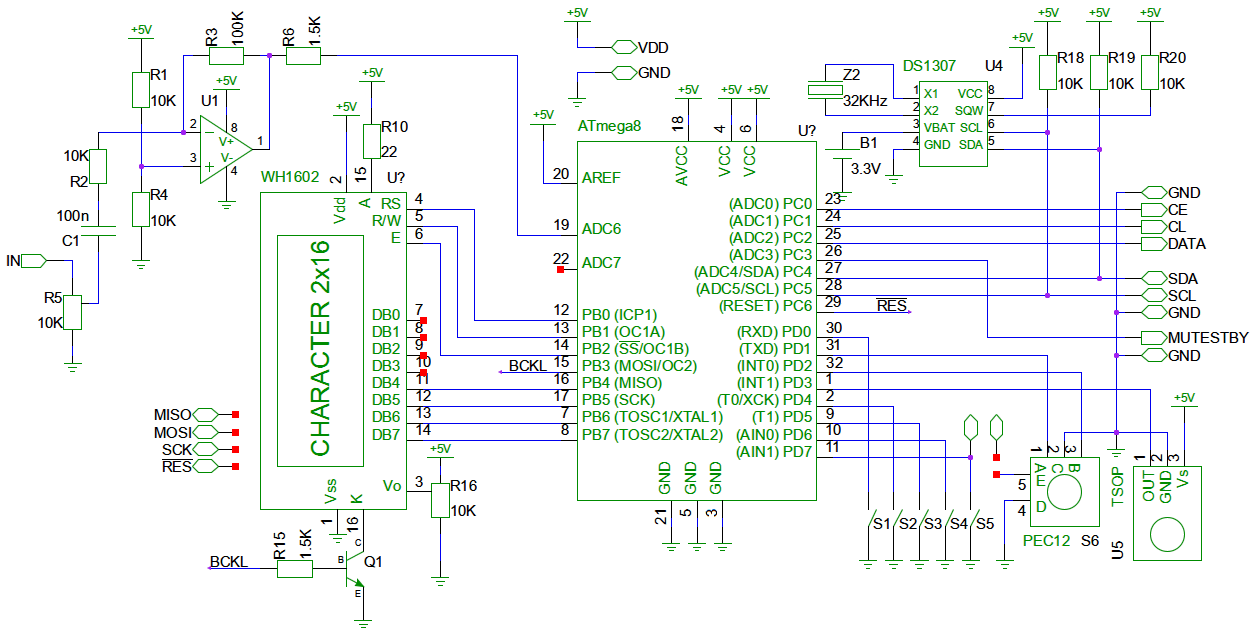 +5V
R1
10K
R3
100K
R6
1.5K
+5V
U1
2
3
8
V+
V-
4
1
10K
R2
100n
C1
R4
10K
IN
R5
10K
+5V
VDD
GND
+5V
R10
22
+5V
WH1602
U?
2
15
Vdd
A
CHARACTER 2x16
RS 4
R/W 5
E 6
DB0 7
DB1 8
DB2 9
DB3 10
DB4 11
DB5 12
DB6 13
DB7 14
Vo 3
Vss
K
1
16
+5V
R16
10K
MISO
MOSI
SCK
RES
BCKL
R15
1.5K
B
C
E
Q1
+5V
ATmega8
U?
+5V
+5V
+5V
18
4
6
AVCC
VCC
VCC
20 AREF
19 ADC6
22 ADC7
12 PB0 (ICP1)
13 PB1 (OC1A)
14 PB2 (SS/OC1B)
BCKL 15 PB3 (MOSI/OC2)
16 PB4 (MISO)
17 PB5 (SCK)
7 PB6 (TOSC1/XTAL1)
8 PB7 (TOSC2/XTAL2)
GND
GND
GND
21
5
3
(ADC0) PC0 23
(ADC1) PC1 24
(ADC2) PC2 25
(ADC3) PC3 26
(ADC4/SDA) PC4 27
(ADC5/SCL) PC5 28
(RESET) PC6 29
RES
(RXD) PD0 30
(TXD) PD1 31
(INT0) PD2 32
(INT1) PD3 1
(T0/XCK) PD4 2
(T1) PD5 9
(AIN0) PD6 10
(AIN1) PD7 11
Z2
32KHz
B1
3.3V
DS1307
U4
1 X1
2 X2
3 VBAT
4 GND
VCC 8
SQW 7
SCL 6
SDA 5
+5V
+5V
+5V
+5V
R18
10K
R19
10K
R20
10K
GND
CE
CL
DATA
SDA
SCL
GND
MUTESTBY
GND
S1
S2
S3
S4
S5
1
2
3
A
C
B
5
E
4
D
PEC12
S6
+5V
TSOP
1
2
3
OUT
GND
Vs
U5